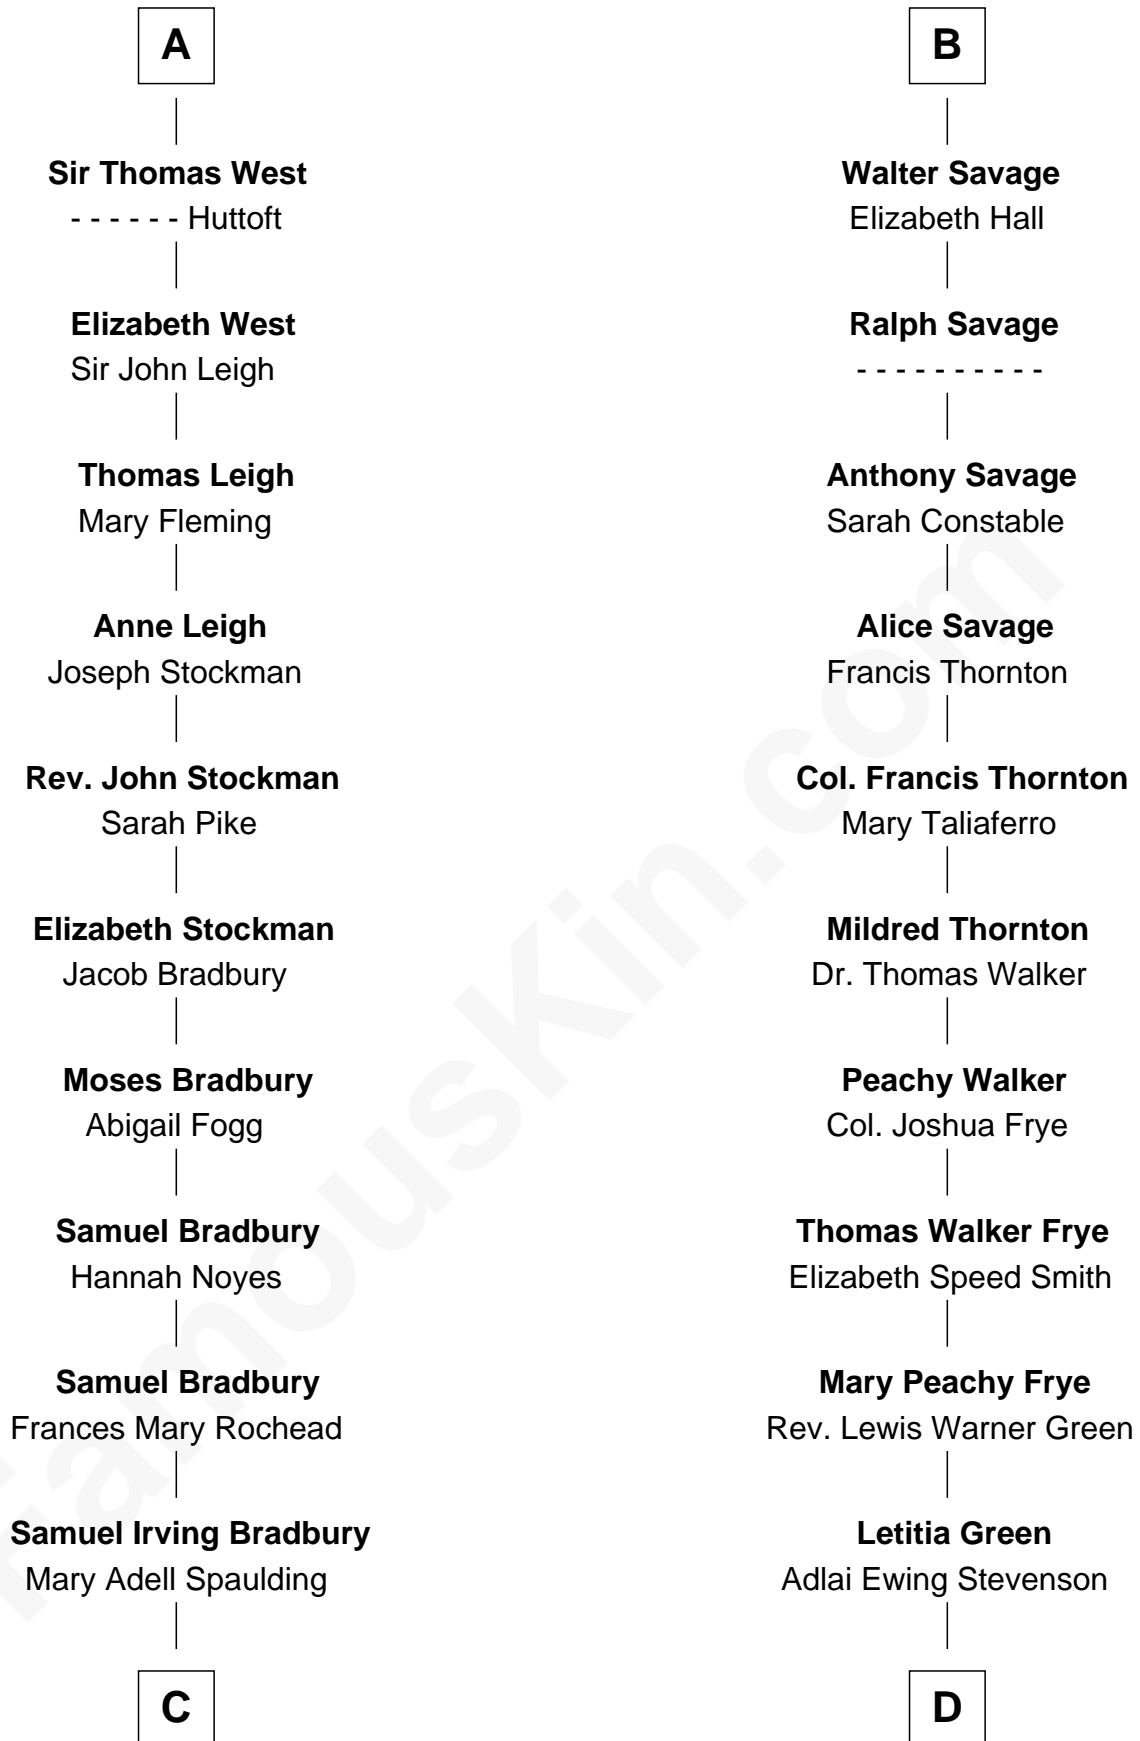 A
Sir Thomas West
- - - - - - Huttoft
Elizabeth West
Sir John Leigh
Thomas Leigh
Mary Fleming
Anne Leigh
Joseph Stockman
Rev. John Stockman
Sarah Pike
Elizabeth Stockman
Jacob Bradbury
Moses Bradbury
Abigail Fogg
Samuel Bradbury
Hannah Noyes
Samuel Bradbury
Frances Mary Rochead
Samuel Irving Bradbury
Mary Adell Spaulding
C
B
Walter Savage
Elizabeth Hall
Ralph Savage
- - - - - - - - - -
Anthony Savage
Sarah Constable
Alice Savage
Francis Thornton
Col. Francis Thornton
Mary Taliaferro
Mildred Thornton
Dr. Thomas Walker
Peachy Walker
Col. Joshua Frye
Thomas Walker Frye
Elizabeth Speed Smith
Mary Peachy Frye
Rev. Lewis Warner Green
Letitia Green
Adlai Ewing Stevenson
D
FamousKin.com